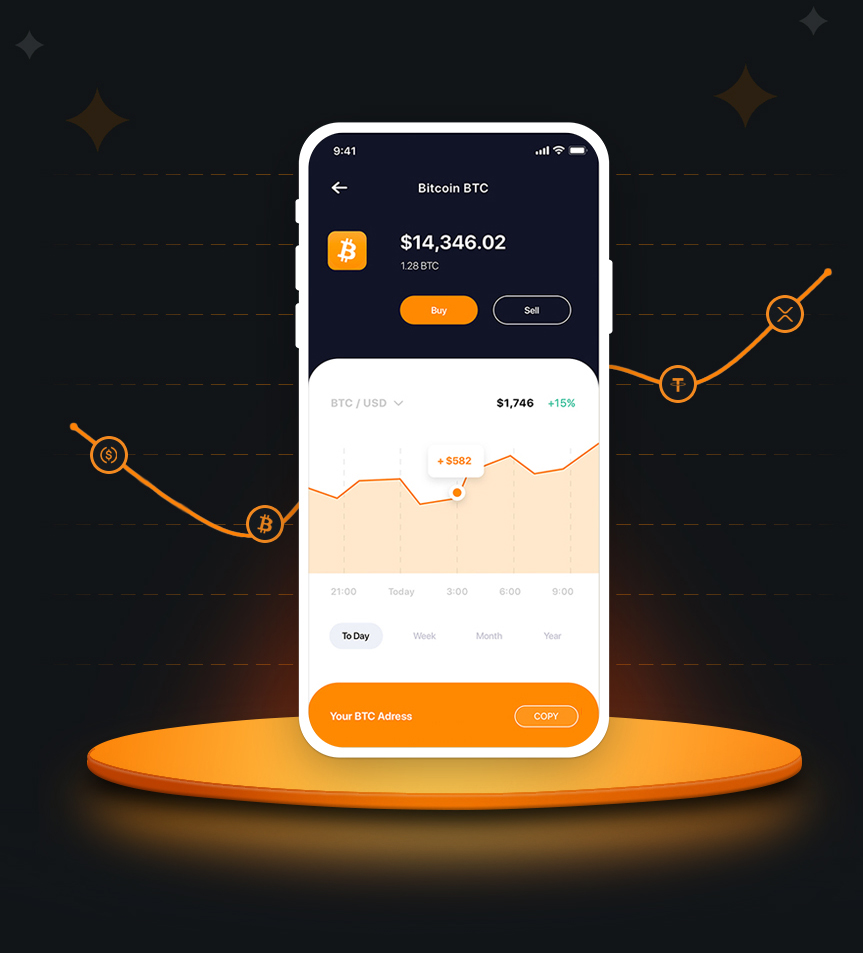 9:41
Bitcoin BTC
$14,346.02
1.28 BTC
Buy Sell
BTC / USD $1,746 +15%
+ $582
21:00 Today 3:00 6:00 9:00
To Day Week Month Year
Your BTC Adress COPY